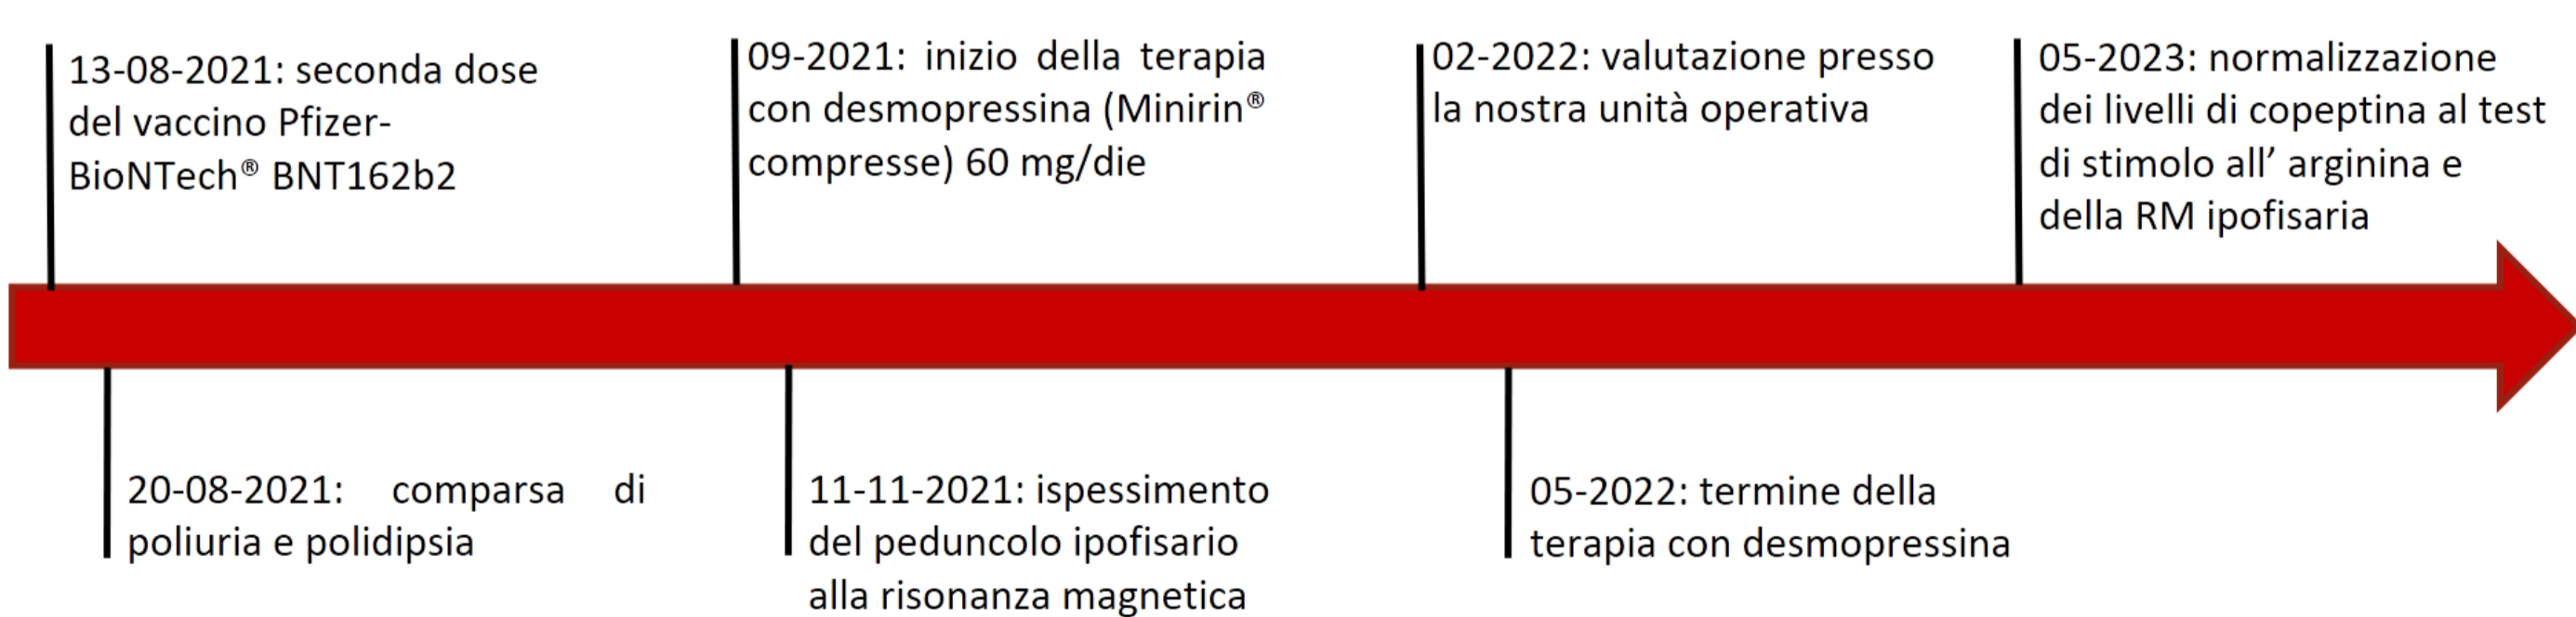 13-08-2021: seconda dose
del vaccino Pfizer-
BioNTech® BNT162b2
09-2021: inizio della terapia
con desmopressina (Minirin®
compresse) 60 mg/die
02-2022: valutazione presso
la nostra unità operativa
05-2023: normalizzazione
dei livelli di copeptina al test
di stimolo all’ arginina e
della RM ipofisaria
20-08-2021: comparsa di
poliuria e polidipsia
11-11-2021: ispessimento
del peduncolo ipofisario
alla risonanza magnetica
05-2022: termine della
terapia con desmopressina